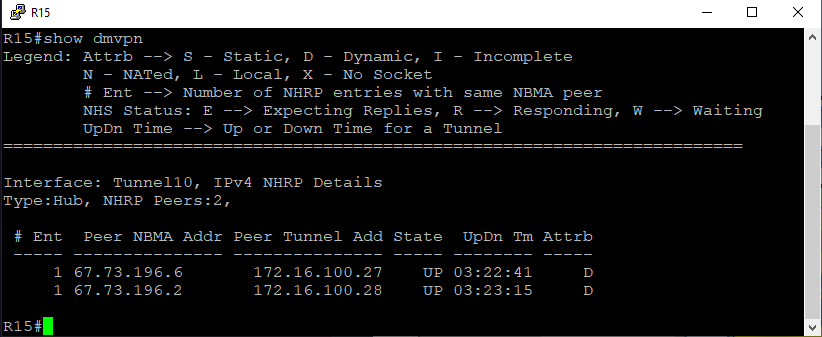 R15
R15#show dmvpn
Legend: Attrb --> S - Static, D - Dynamic, I - Incomplete
        N - NATed, L - Local, X - No Socket
        # Ent --> Number of NHRP entries with same NBMA peer
        NHS Status: E --> Expecting Replies, R --> Responding, W --> Waiting
        UpDn Time --> Up or Down Time for a Tunnel
==========================================================================
Interface: Tunnel10, IPv4 NHRP Details
Type:Hub, NHRP Peers:2,
 # Ent  Peer NBMA Addr Peer Tunnel Add State  UpDn Tm Attrb
 ----- --------------- --------------- ----- -------- -----
     1 67.73.196.6       172.16.100.27    UP 03:22:41     D
     1 67.73.196.2       172.16.100.28    UP 03:23:15     D
R15#